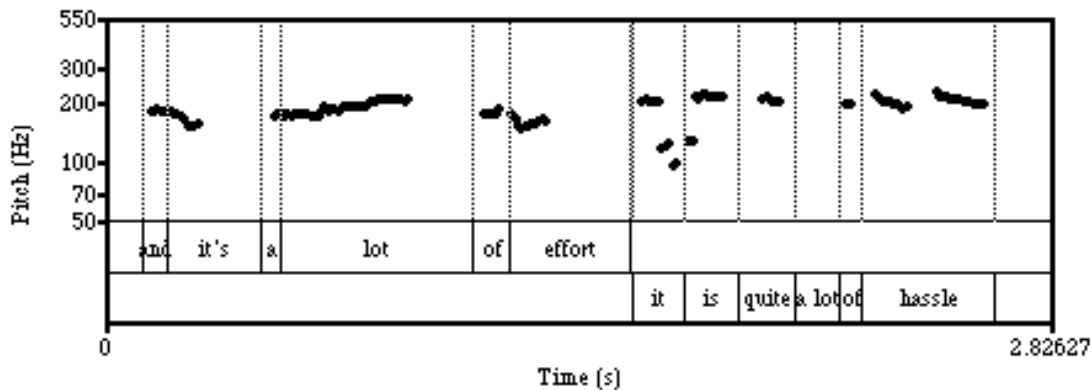 550
300
200
100
70
50
Pitch (Hz)
and it's a lot of effort
it is quite a lot of hassle
0 2.82627
Time (s)